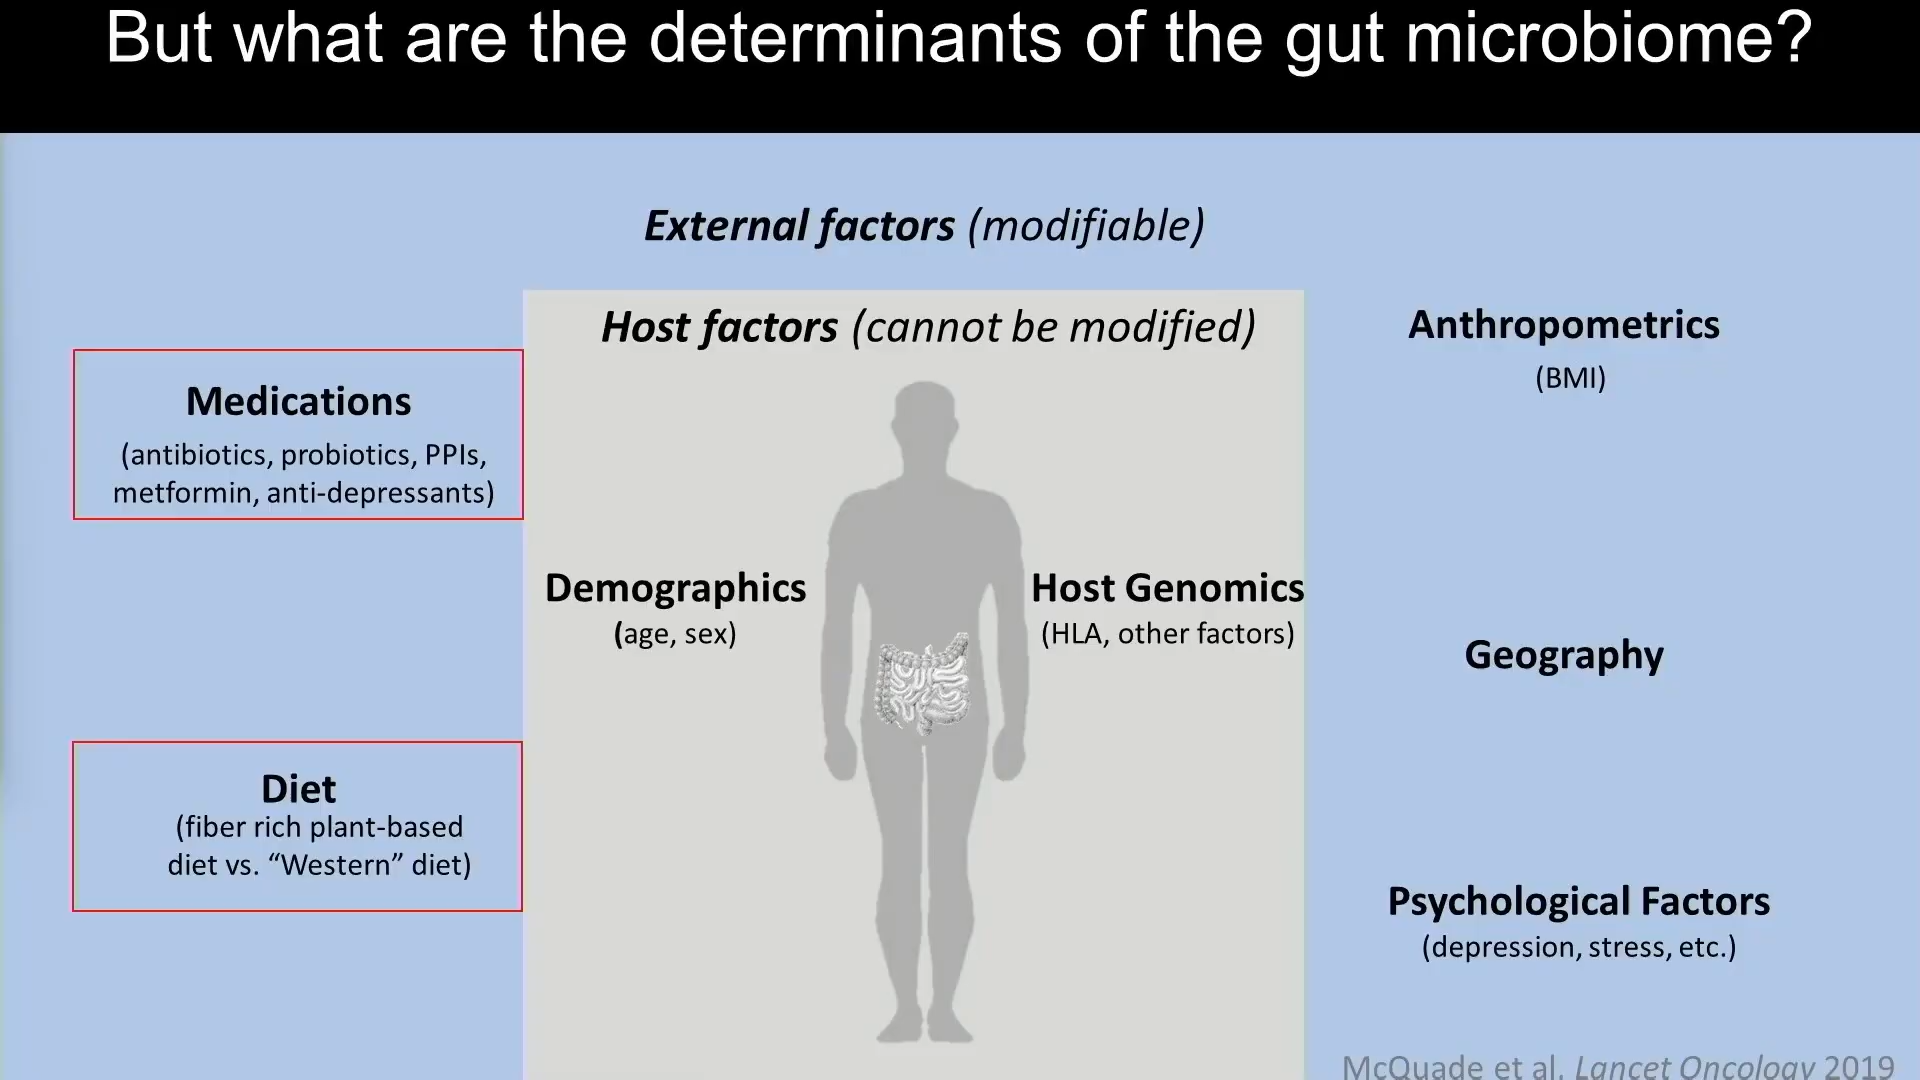 But what are the determinants of the gut microbiome?
External factors (modifiable)
Host factors (cannot be modified)
Medications
(antibiotics, probiotics, PPIs,
metformin, anti-depressants)
Diet
(fiber rich plant-based
diet vs. “Western” diet)
Demographics
(age, sex)
Host Genomics
(HLA, other factors)
Anthropometrics
(BMI)
Geography
Psychological Factors
(depression, stress, etc.)
McQuade et al. Lancet Oncology 2019